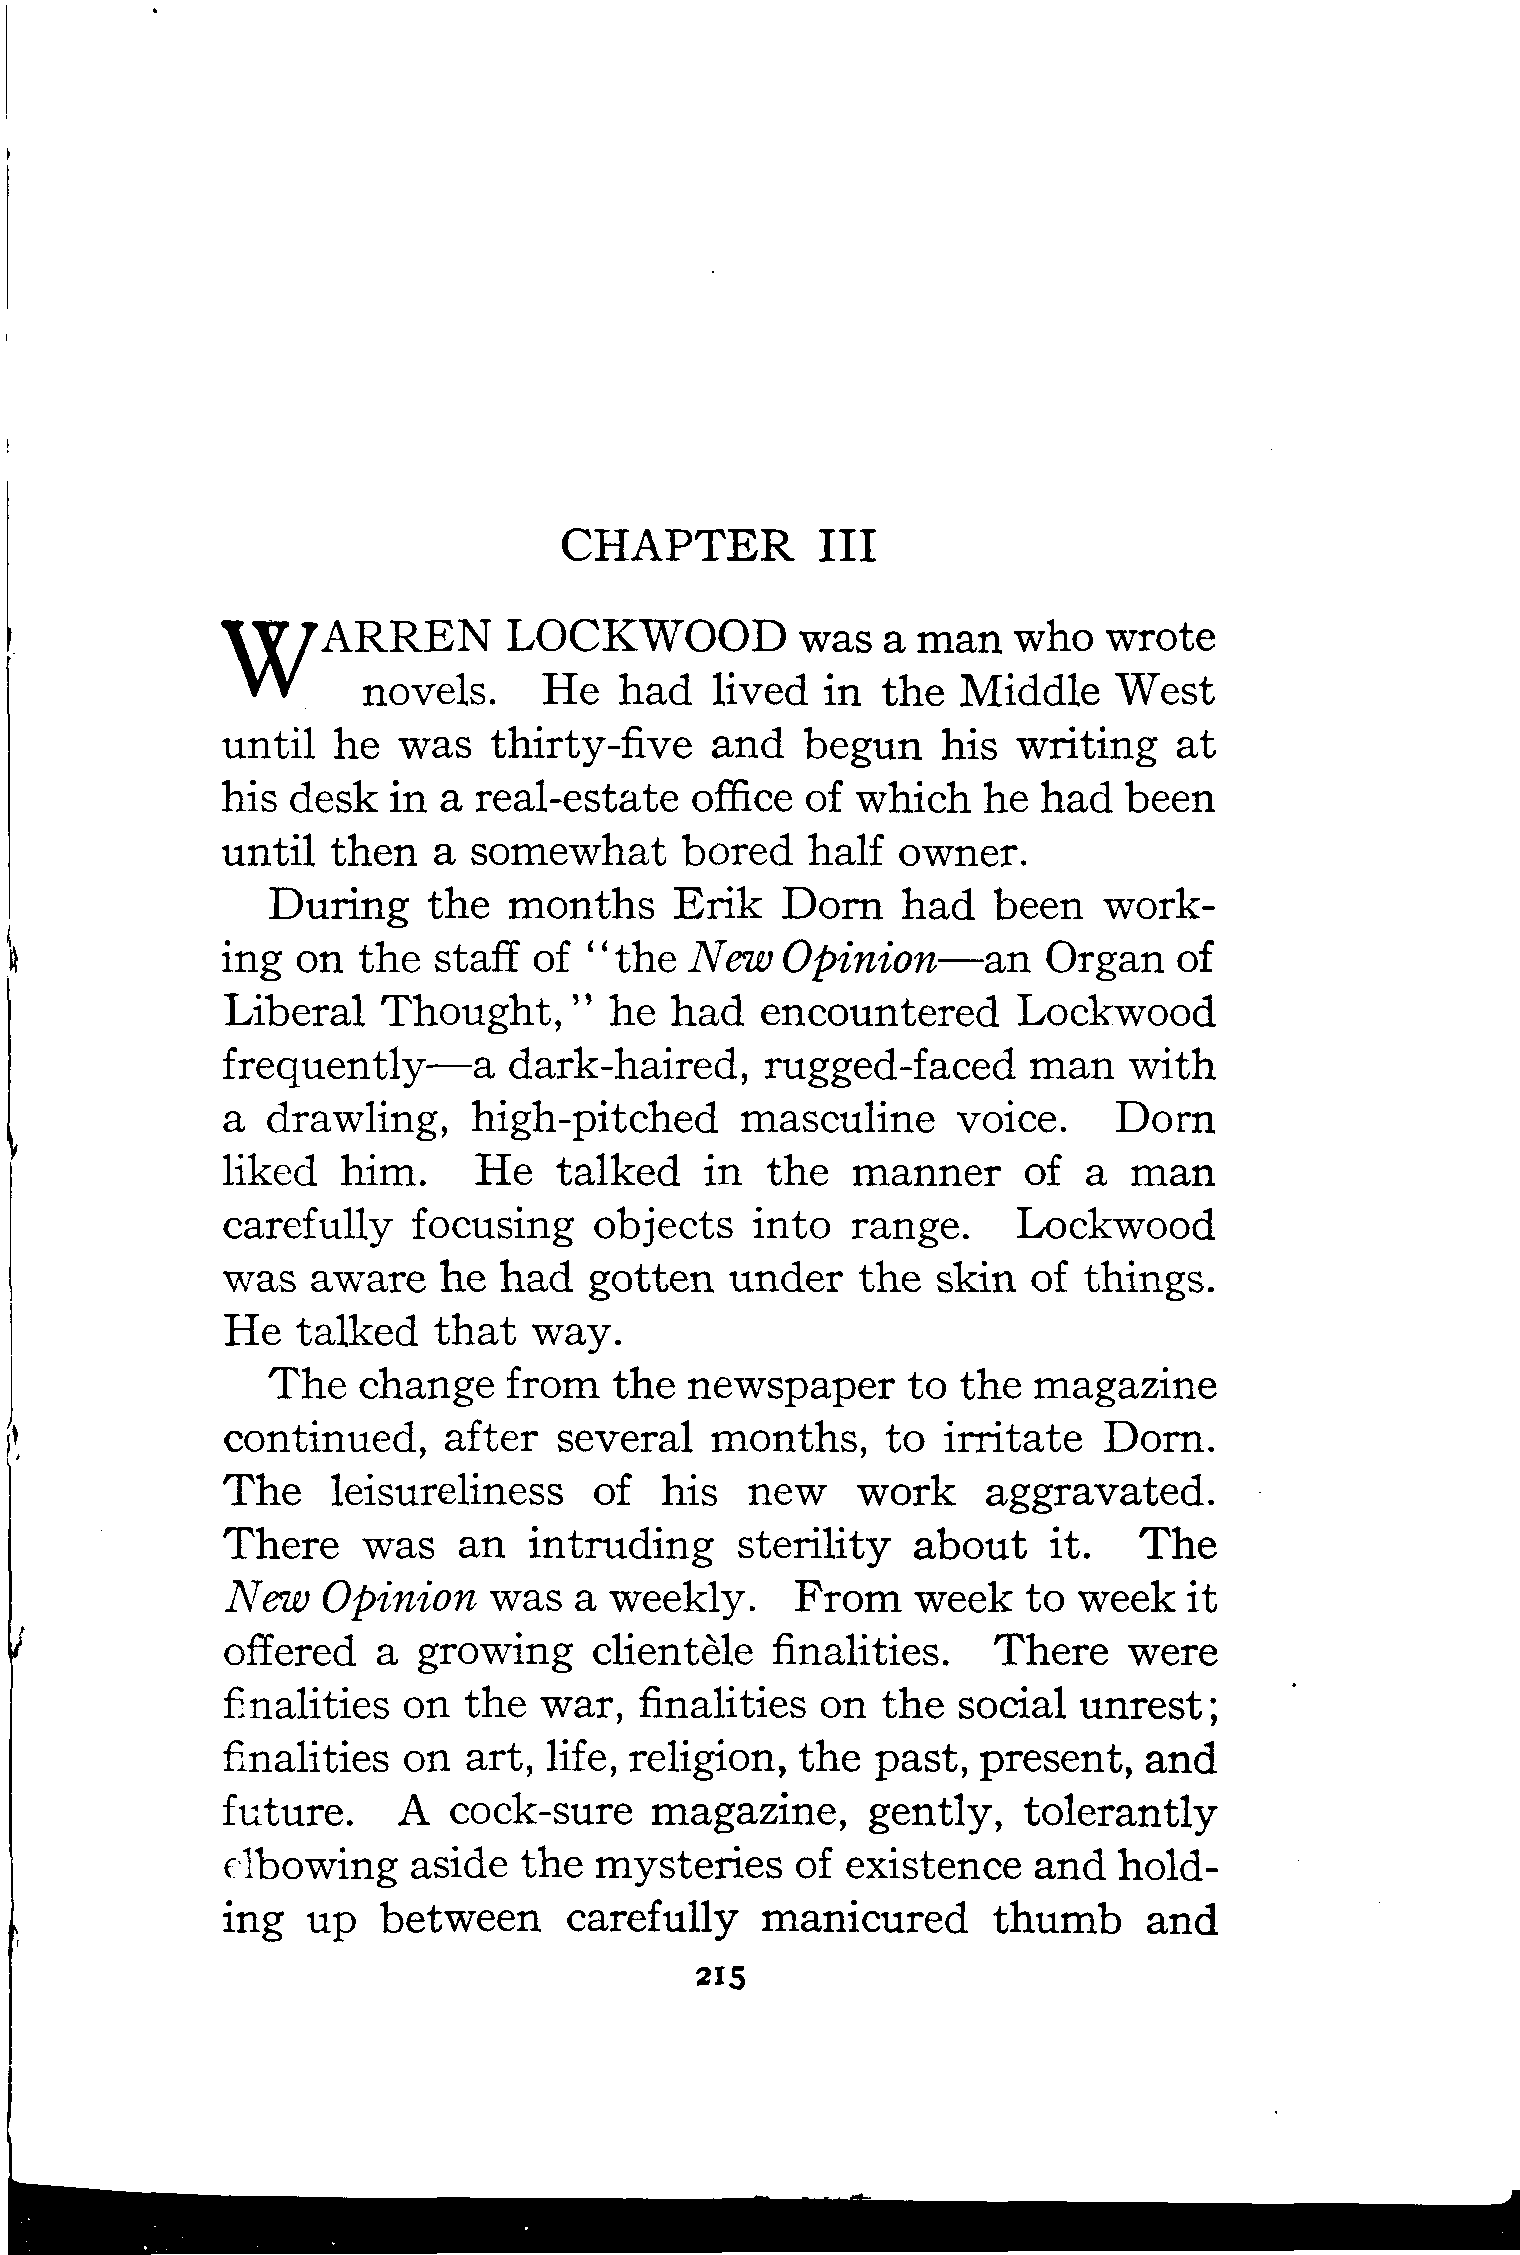 CHAPTER III
WARREN LOCKWOOD was a man who wrote
novels. He had lived in the Middle West
until he was thirty-five and begun his writing at
his desk in a real-estate office of which he had been
until then a somewhat bored half owner.
During the months Erik Dorn had been work-
ing on the staff of "the New Opinion—an Organ of
Liberal Thought," he had encountered Lockwood
frequently—a dark-haired, rugged-faced man with
a drawling, high-pitched masculine voice. Dorn
liked him. He talked in the manner of a man
carefully focusing objects into range. Lockwood
was aware he had gotten under the skin of things.
He talked that way.
The change from the newspaper to the magazine
continued, after several months, to irritate Dorn.
The leisureliness of his new work aggravated.
There was an intruding sterility about it. The
New Opinion was a weekly. From week to week it
offered a growing clientèle finalities. There were
finalities on the war, finalities on the social unrest;
finalities on art, life, religion, the past, present, and
future. A cock-sure magazine, gently, tolerantly
elbowing aside the mysteries of existence and hold-
ing up between carefully manicured thumb and
215